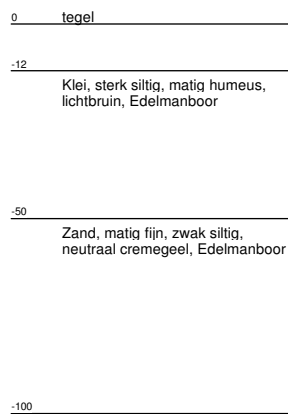 0 tegel
-12
Klei, sterk siltig, matig humeus,
lichtbruin, Edelmanboor
-50
Zand, matig fijn, zwak siltig,
neutraal cremegeel, Edelmanboor
-100